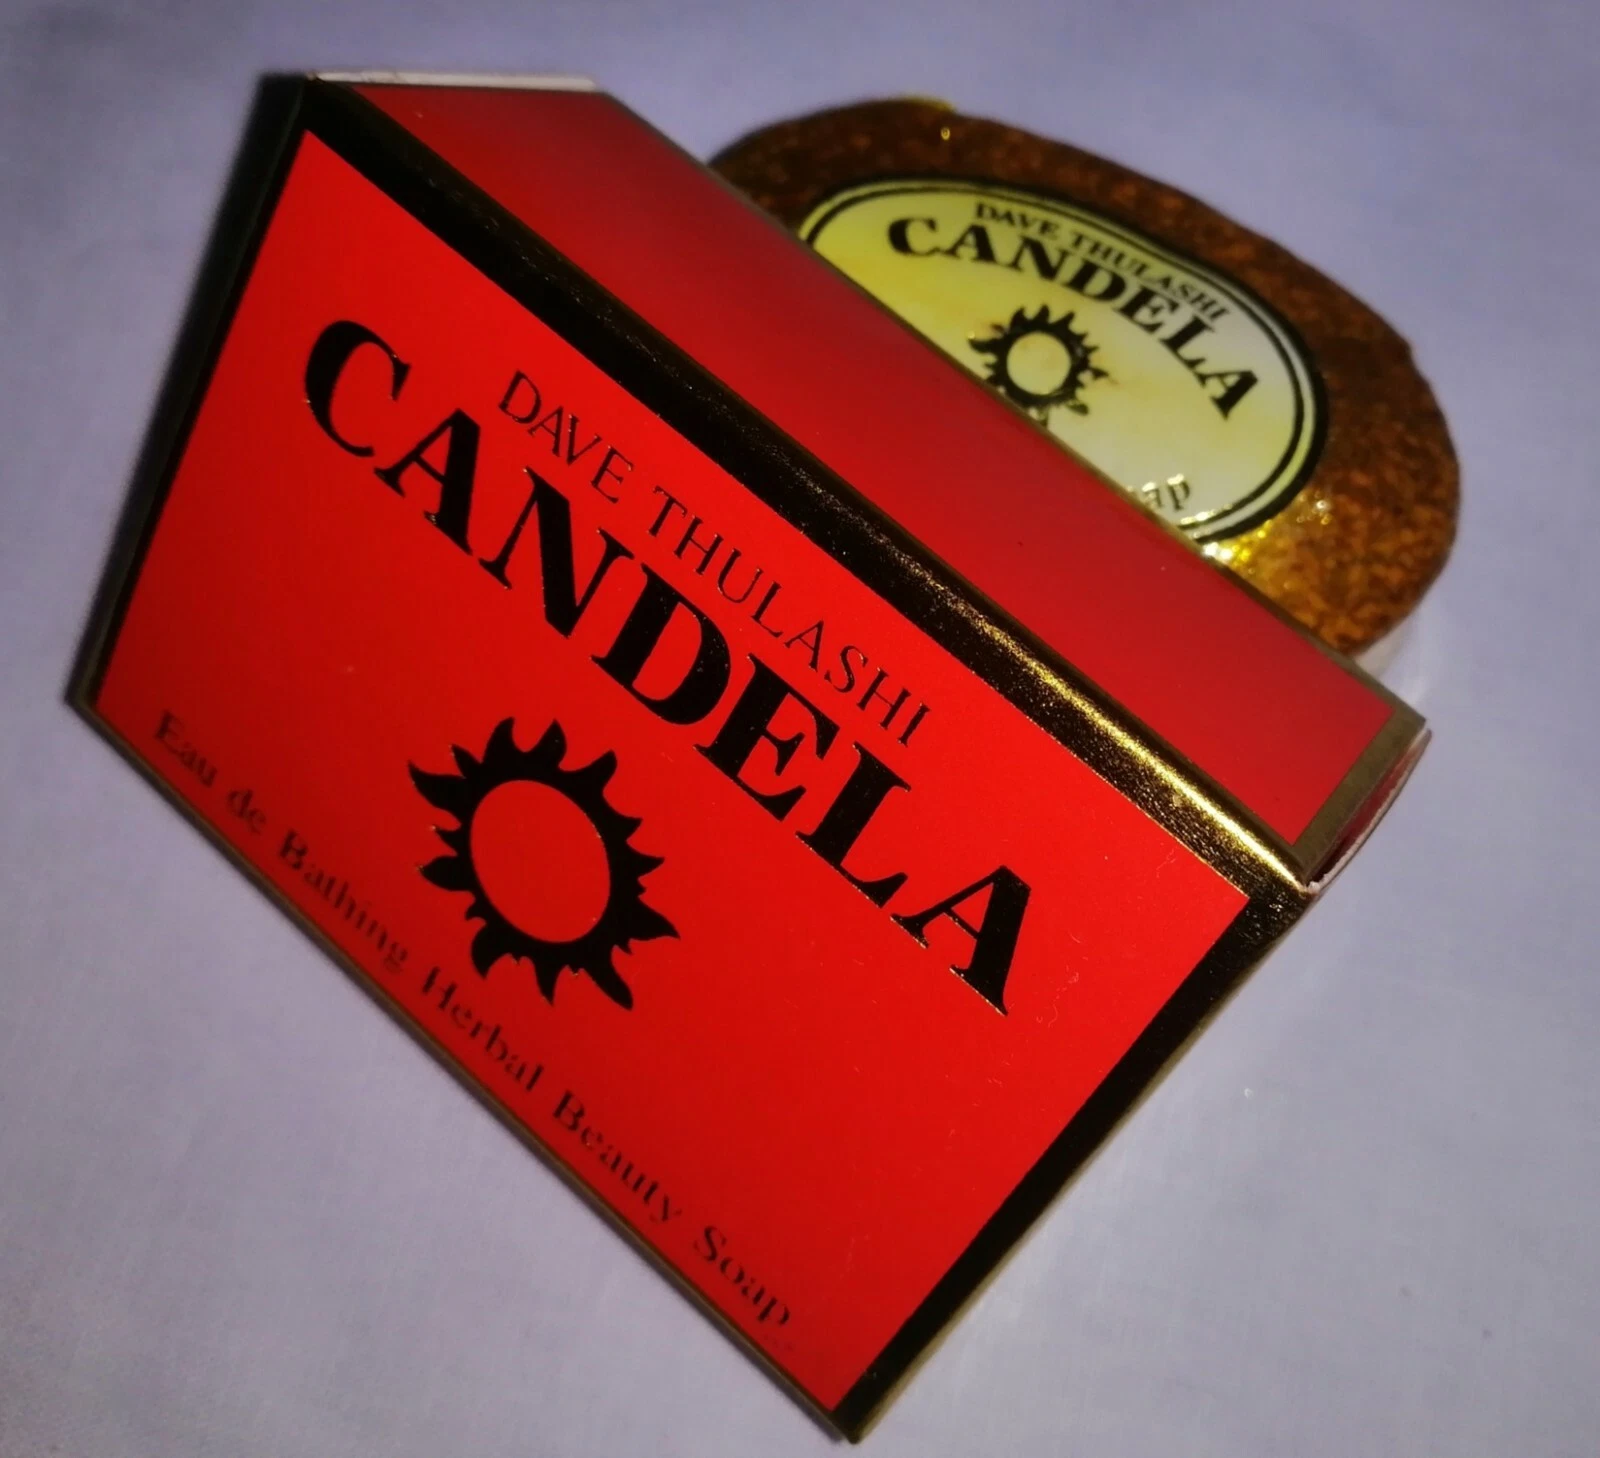 DAVE THULASHI
CANDELA
Eau de Bathing Herbal Beauty Soap
DAVE THULASHI
CANDELA